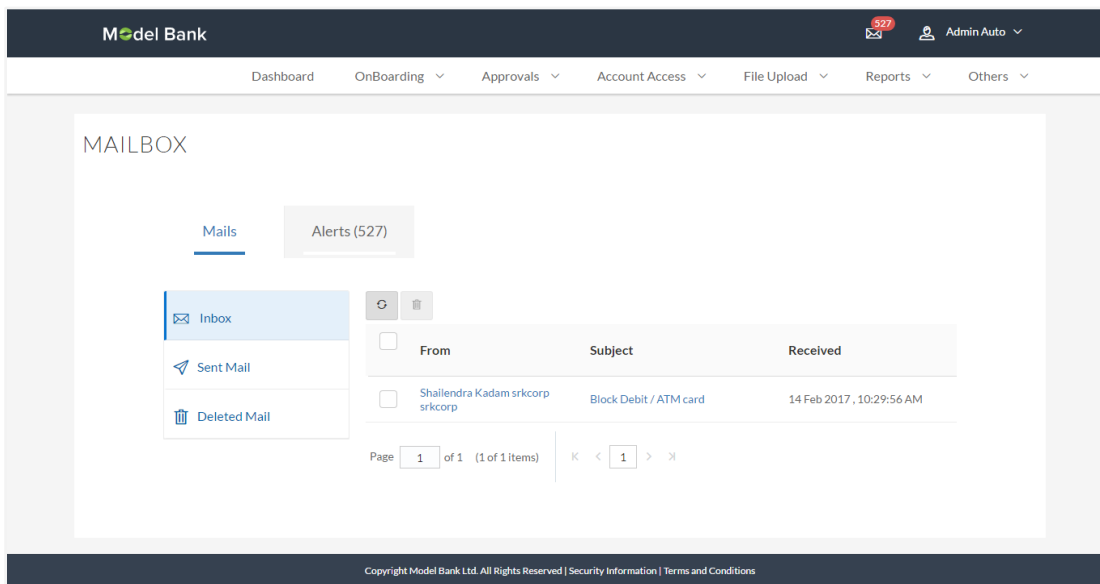 Model Bank
527
Admin Auto
Dashboard OnBoarding Approvals Account Access File Upload Reports Others
MAILBOX
Mails Alerts (527)
Inbox
Sent Mail
Deleted Mail
From Subject Received
Shailendra Kadam srkcorp
srkcorp
Block Debit / ATM card 14 Feb 2017 , 10:29:56 AM
Page 1 of 1 (1 of 1 items) K < 1 > Ʞ
Copyright Model Bank Ltd. All Rights Reserved | Security Information | Terms and Conditions